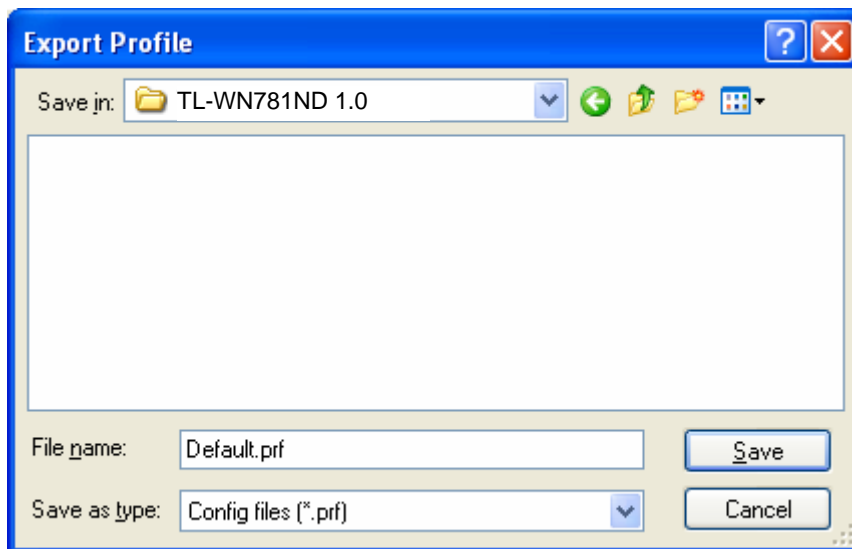 Export Profile
Save in: TL-WN781ND 1.0
File name: Default.prf
Save
Save as type: Config files (*.prf)
Cancel